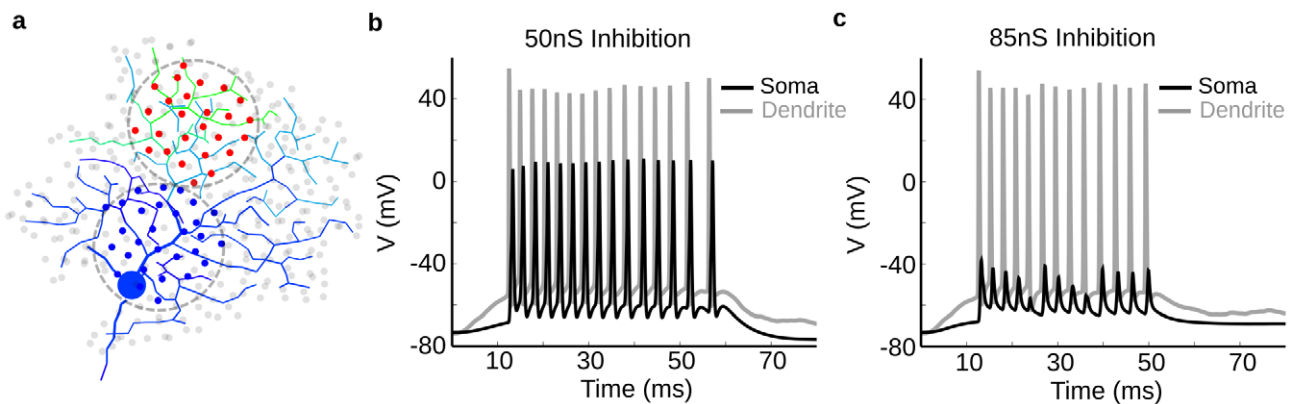 a
b
50nS Inhibition
V (mV)
40
0
-40
-80
10
30
50
70
Time (ms)
Soma
Dendrite
c
85nS Inhibition
V (mV)
40
0
-40
-80
10
30
50
70
Time (ms)
Soma
Dendrite